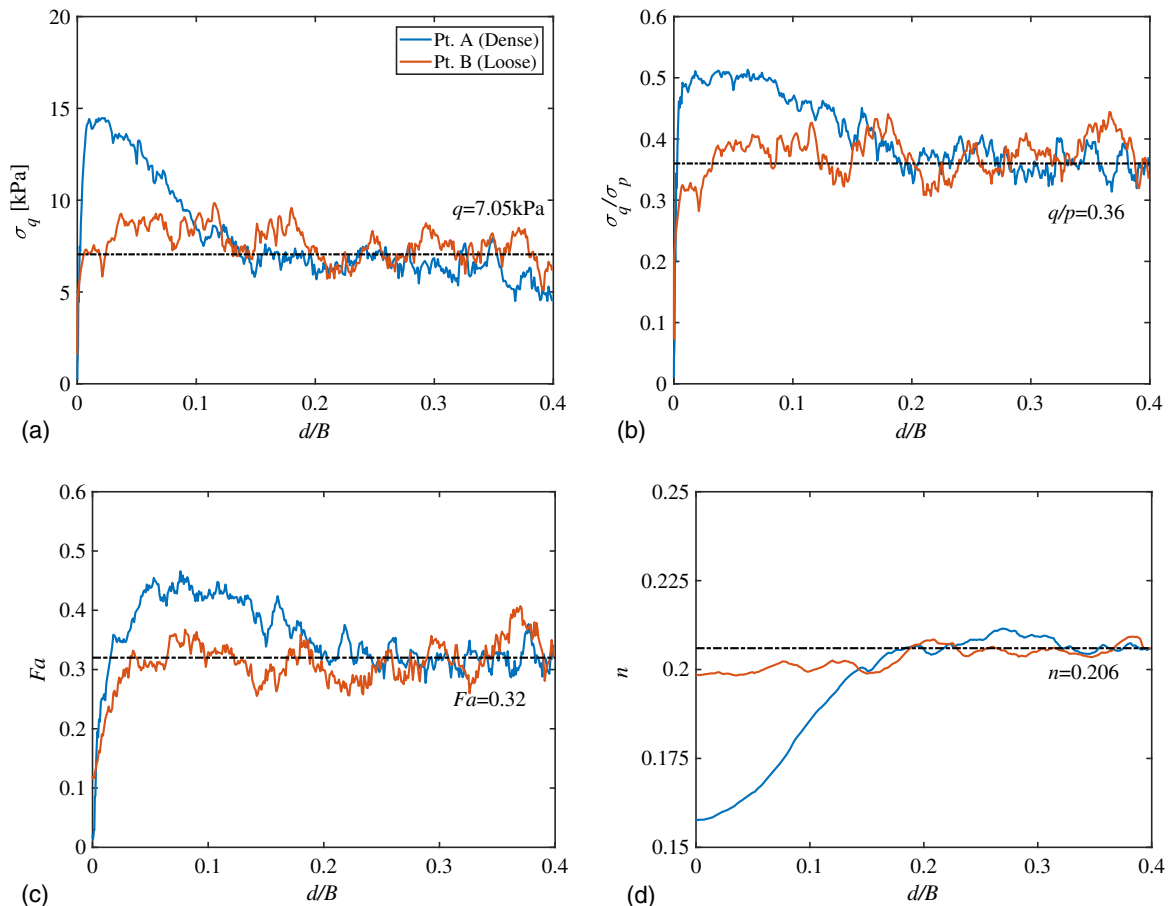 20
15
10
5
0
σq [kPa]
Pt. A (Dense)
Pt. B (Loose)
q=7.05kPa
0 0.1 0.2 0.3 0.4
(a) d/B
0.6
0.5
0.4
0.3
0.2
0.1
0
σq/σp
q/p=0.36
0 0.1 0.2 0.3 0.4
(b) d/B
0.6
0.5
0.4
0.3
0.2
0.1
0
Fa
Fa=0.32
0 0.1 0.2 0.3 0.4
(c) d/B
0.25
0.225
0.2
0.175
0.15
n
n=0.206
0 0.1 0.2 0.3 0.4
(d) d/B